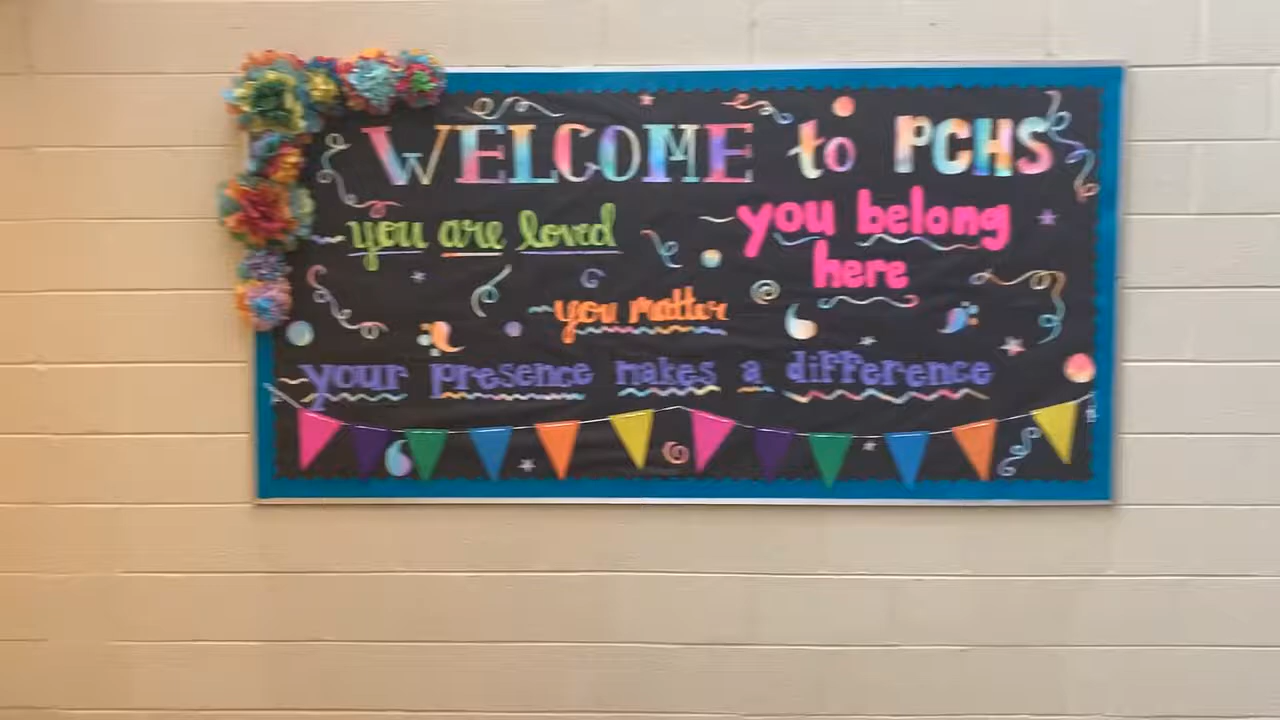 WELCOME to PCHS
you are loved
you belong
here
you matter
your presence makes a difference